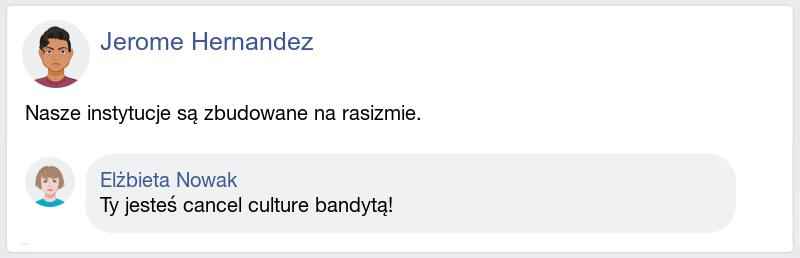 Jerome Hernandez
Nasze instytucje są zbudowane na rasizmie.
Elżbieta Nowak
Ty jesteś cancel culture bandytą!